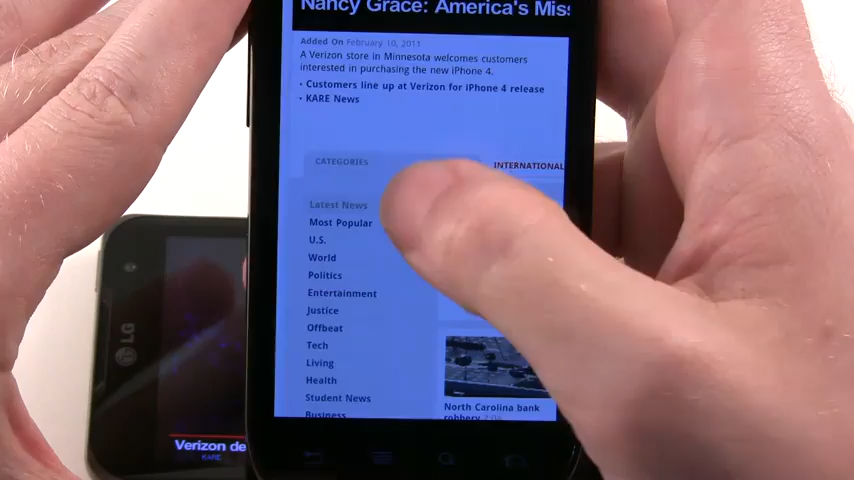 Nancy Grace: America's Miss
Added On February 10, 2011
A Verizon store in Minnesota welcomes customers
interested in purchasing the new iPhone 4.
• Customers line up at Verizon for iPhone 4 release
• KARE News
CATEGORIES
INTERNATIONAL
Latest News
Most Popular
U.S.
World
Politics
Entertainment
Justice
Offbeat
Tech
Living
Health
Student News
Business
North Carolina bank
robbery 2:08
LG
Verizon de
KARE